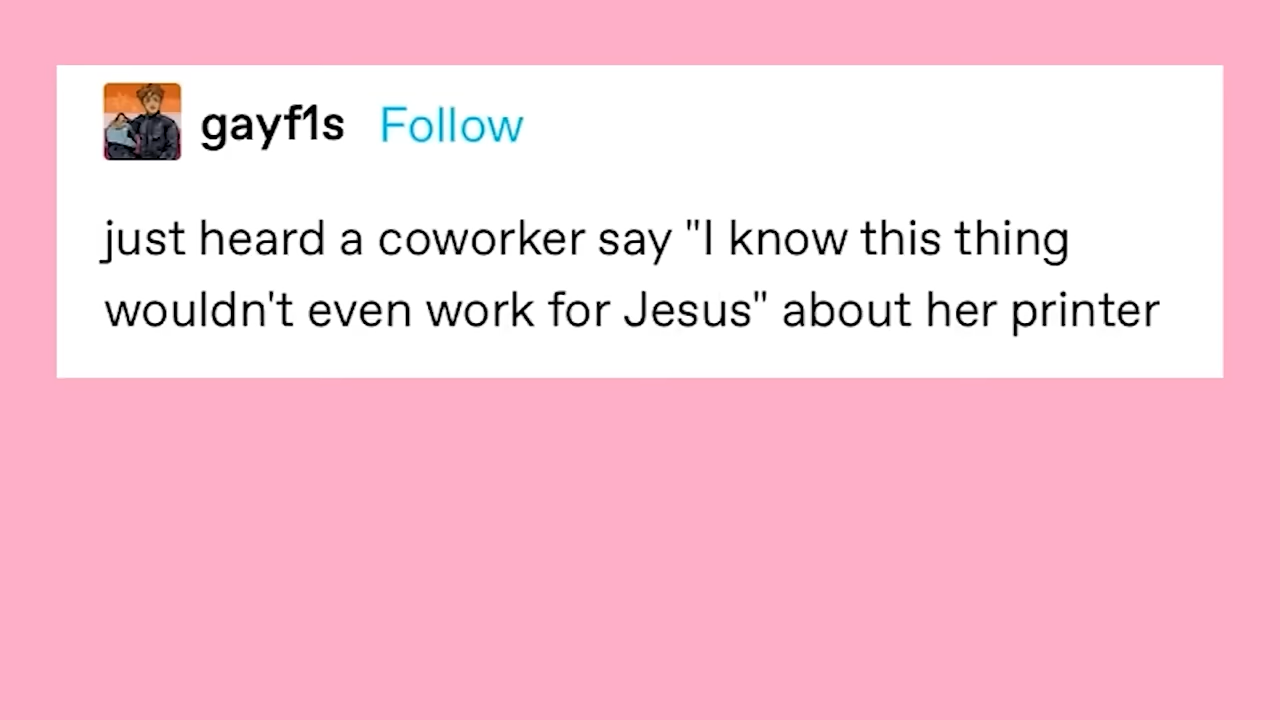 gayf1s Follow
just heard a coworker say "I know this thing
wouldn't even work for Jesus" about her printer